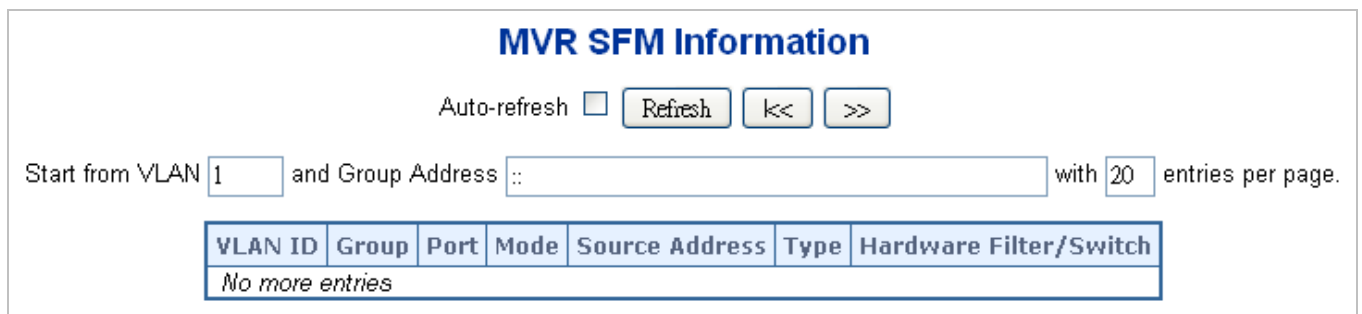 MVR SFM Information
Auto-refresh Refresh |<< >>
Start from VLAN 1 and Group Address :: with 20 entries per page.
VLAN ID Group Port Mode Source Address Type Hardware Filter/Switch
No more entries